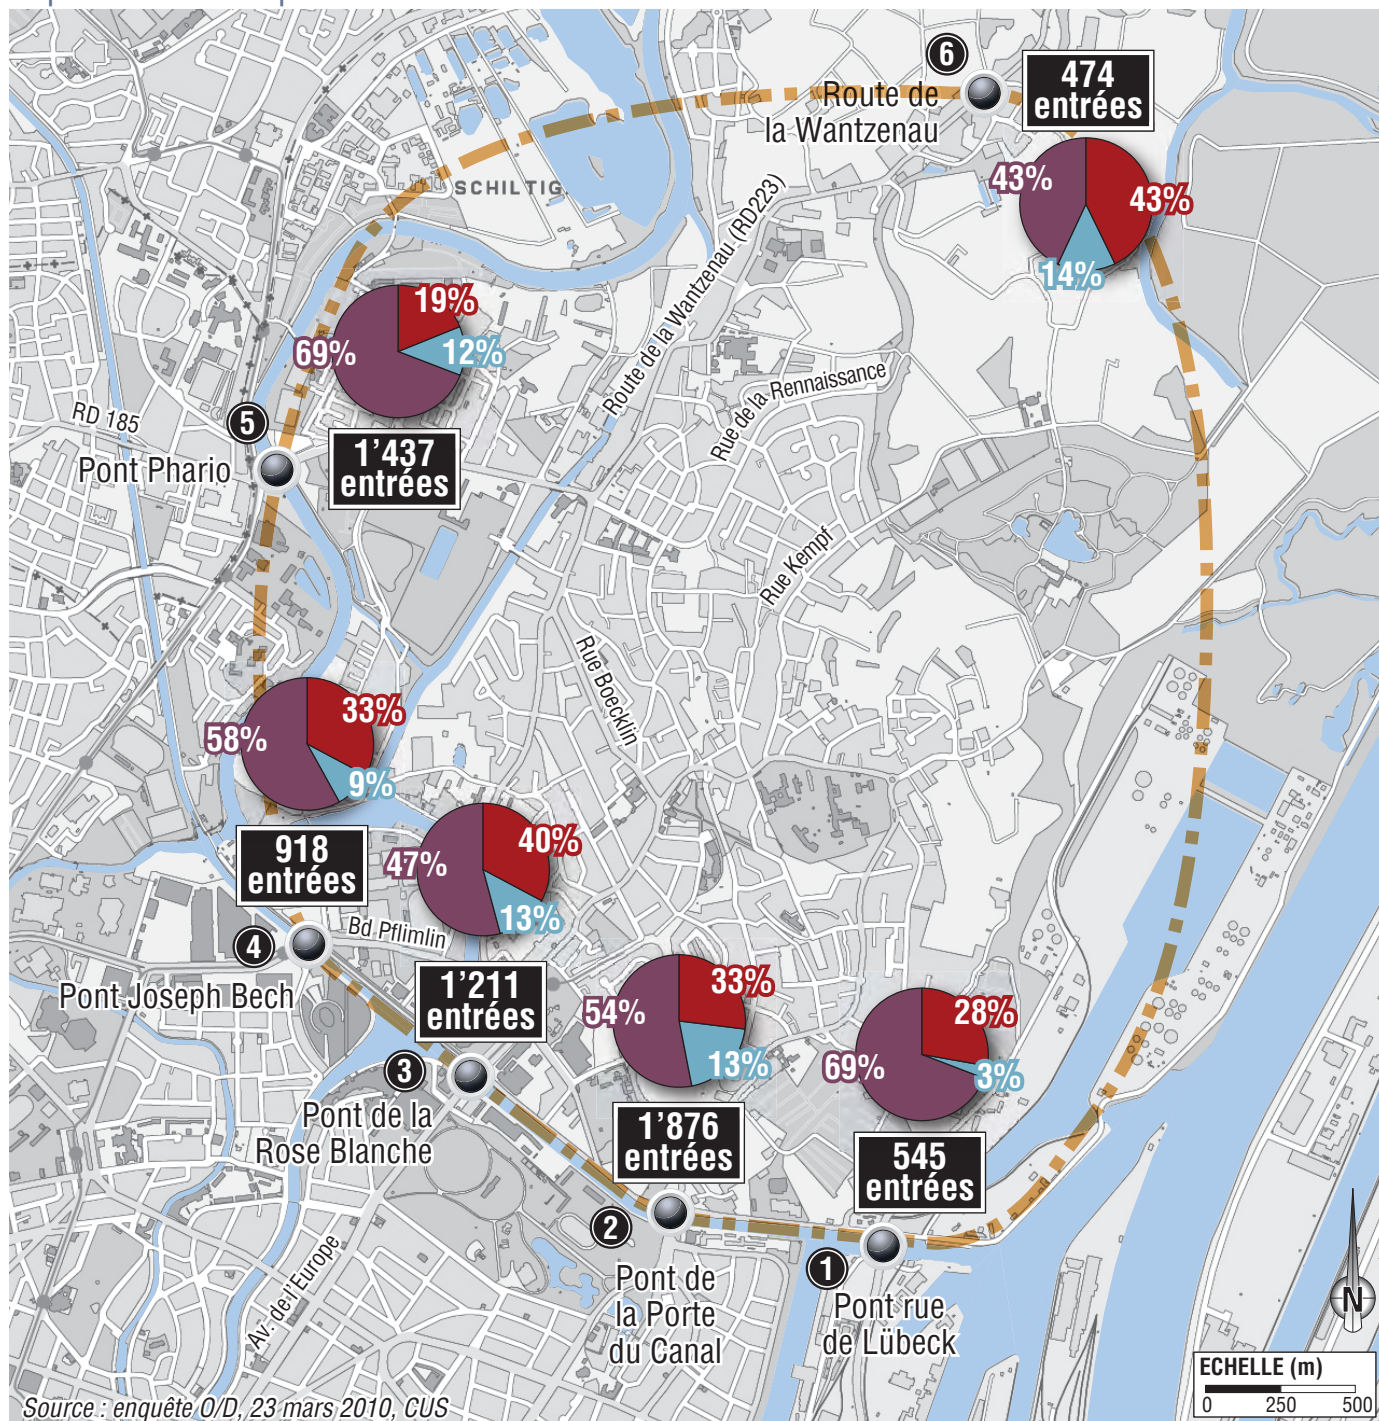 6
474
entrées
Route de
la Wantzenau
43%
43%
14%
SCHILTIG.
Route de la Wantzenau (RD223)
19%
69%
12%
1'437
entrées
RD 185
5
Pont Phario
Rue de la Rennaissance
Rue Kempf
Rue Boecklin
33%
58%
9%
918
entrées
40%
47%
13%
4
Bd Pflimlin
Pont Joseph Bech
1'211
entrées
3
Pont de la
Rose Blanche
33%
54%
13%
1'876
entrées
28%
69%
3%
545
entrées
2
Pont de
la Porte
du Canal
1
Pont rue
de Lübeck
Av. de l'Europe
N
ECHELLE (m)
0 250 500
Source : enquête O/D, 23 mars 2010, CUS